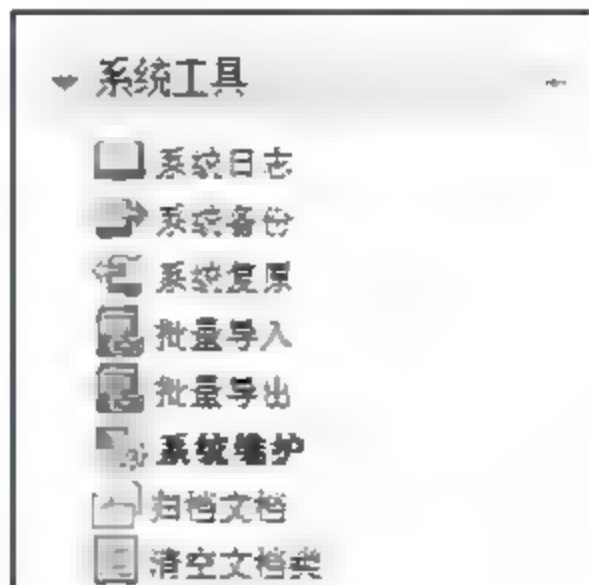 系统工具
系统日志
系统备份
系统复原
批量导入
批量导出
系统维护
归档文档
清空文档类